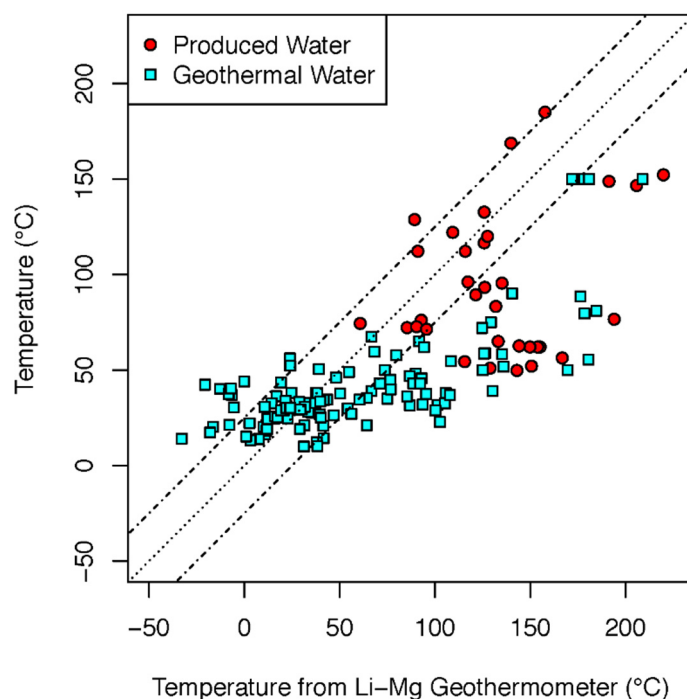 Produced Water
Geothermal Water
Temperature (°C)
200
150
100
50
0
−50
−50 0 50 100 150 200
Temperature from Li−Mg Geothermometer (°C)